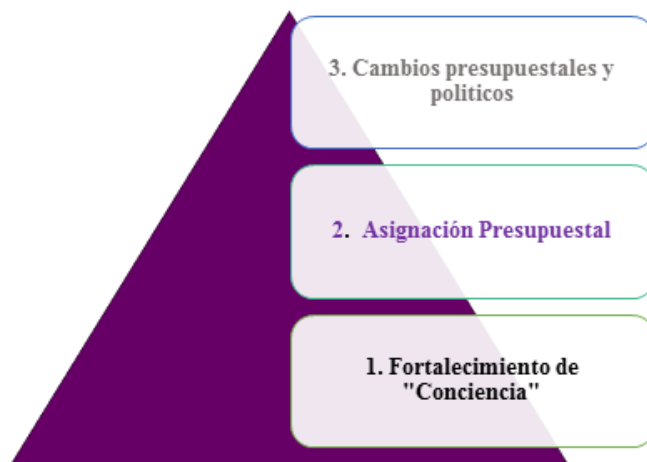 3. Cambios presupuestales y
politicos
2. Asignación Presupuestal
1. Fortalecimiento de
"Conciencia"